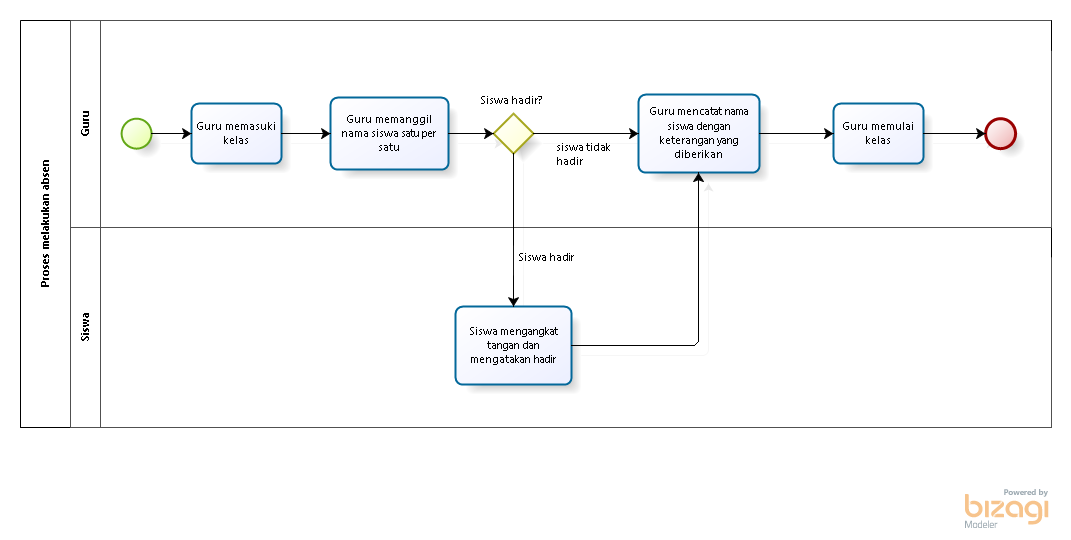 Proses melakukan absen
Guru
Guru memasuki
kelas
Guru memanggil
nama siswa satu per
satu
Siswa hadir?
siswa tidak
hadir
Guru mencatat nama
siswa dengan
keterangan yang
diberikan
Guru memulai
kelas
Siswa
Siswa hadir
Siswa mengangkat
tangan dan
mengatakan hadir
Powered by
bizagi
Modeler